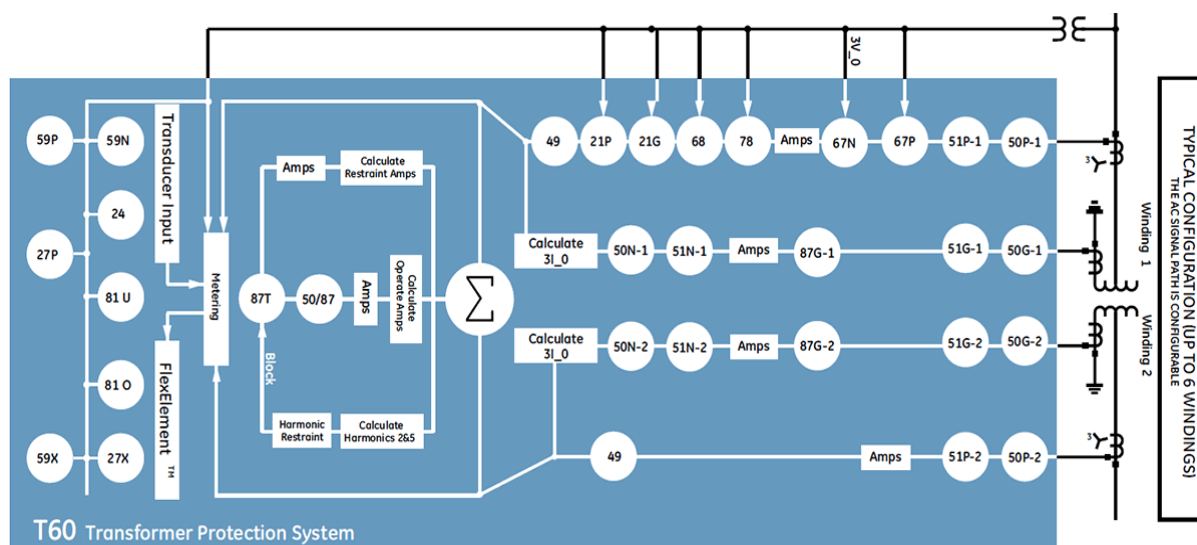 3V_0
59P
59N
Transducer Input
24
27P
81 U
Metering
81 O
FlexElement ™
59X
27X
Amps
Calculate
Restraint Amps
87T
50/87
Amps
Calculate
Operate Amps
Σ
Block
Harmonic
Restraint
Calculate
Harmonics 2&5
49
21P
21G
68
78
Amps
67N
67P
51P-1
50P-1
3
Calculate
3I_0
50N-1
51N-1
Amps
87G-1
51G-1
50G-1
Winding 1
Calculate
3I_0
50N-2
51N-2
Amps
87G-2
51G-2
50G-2
Winding 2
49
Amps
51P-2
50P-2
3
TYPICAL CONFIGURATION (UP TO 6 WINDINGS)
THE AC SIGNAL PATH IS CONFIGURABLE
T60 Transformer Protection System